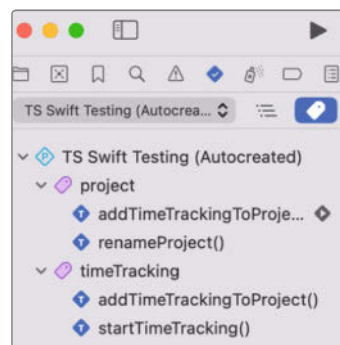 TS Swift Testing (Autocrea...
TS Swift Testing (Autocreated)
project
addTimeTrackingToProje...
renameProject()
timeTracking
addTimeTrackingToProject()
startTimeTracking()